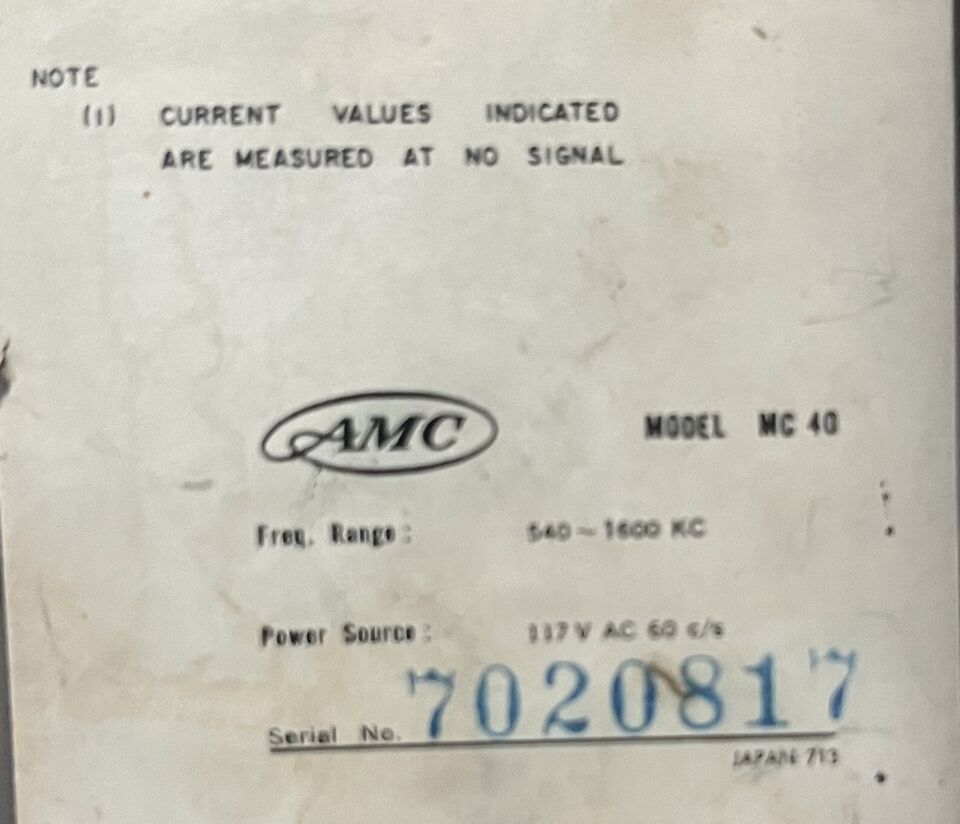 NOTE
(1) CURRENT VALUES INDICATED
ARE MEASURED AT NO SIGNAL
AMC
MODEL MC 40
Freq. Range: 540~1600 KC
Power Source: 117 V AC 60 c/s
Serial No. 7020817
JAPAN 713